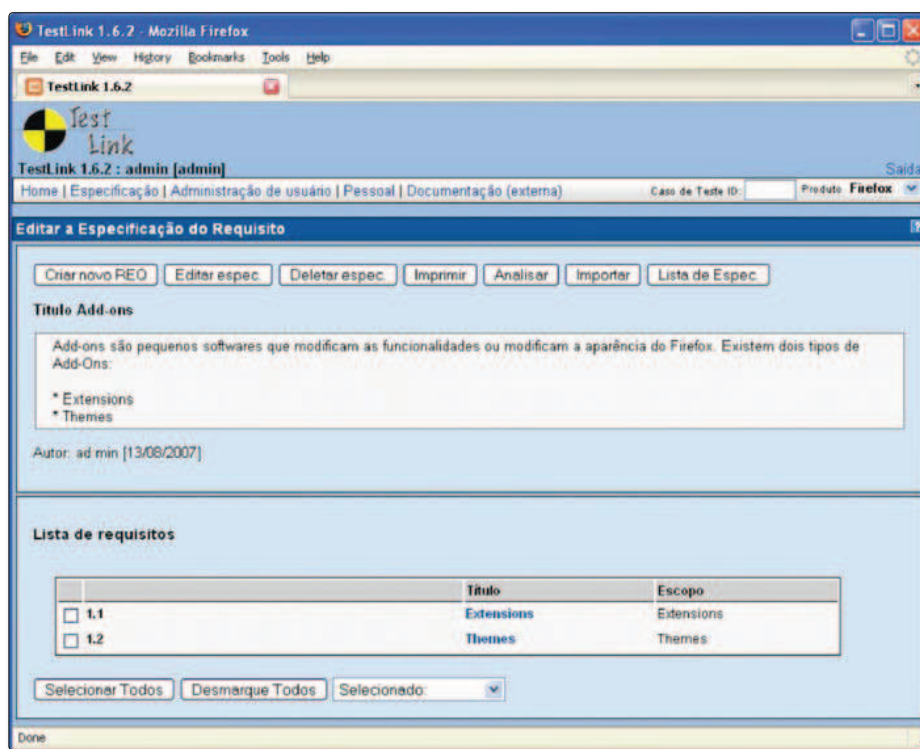 TestLink 1.6.2 - Mozilla Firefox
File Edit View History Bookmarks Tools Help
TestLink 1.6.2
Test
Link
TestLink 1.6.2 : admin [admin]
Saida
Home | Especificação | Administração de usuário | Pessoal | Documentação (externa) Caso de Teste ID: Produto Firefox
Editar a Especificação do Requisito
Criar novo REQ Editar espec. Deletar espec. Imprimir Analisar Importar Lista de Espec.
Título Add-ons
Add-ons são pequenos softwares que modificam as funcionalidades ou modificam a aparência do Firefox. Existem dois tipos de
Add-Ons:
* Extensions
* Themes
Autor: ad min [13/08/2007]
Lista de requisitos
Título Escopo
1.1 Extensions Extensions
1.2 Themes Themes
Selecionar Todos Desmarque Todos Selecionado:
Done